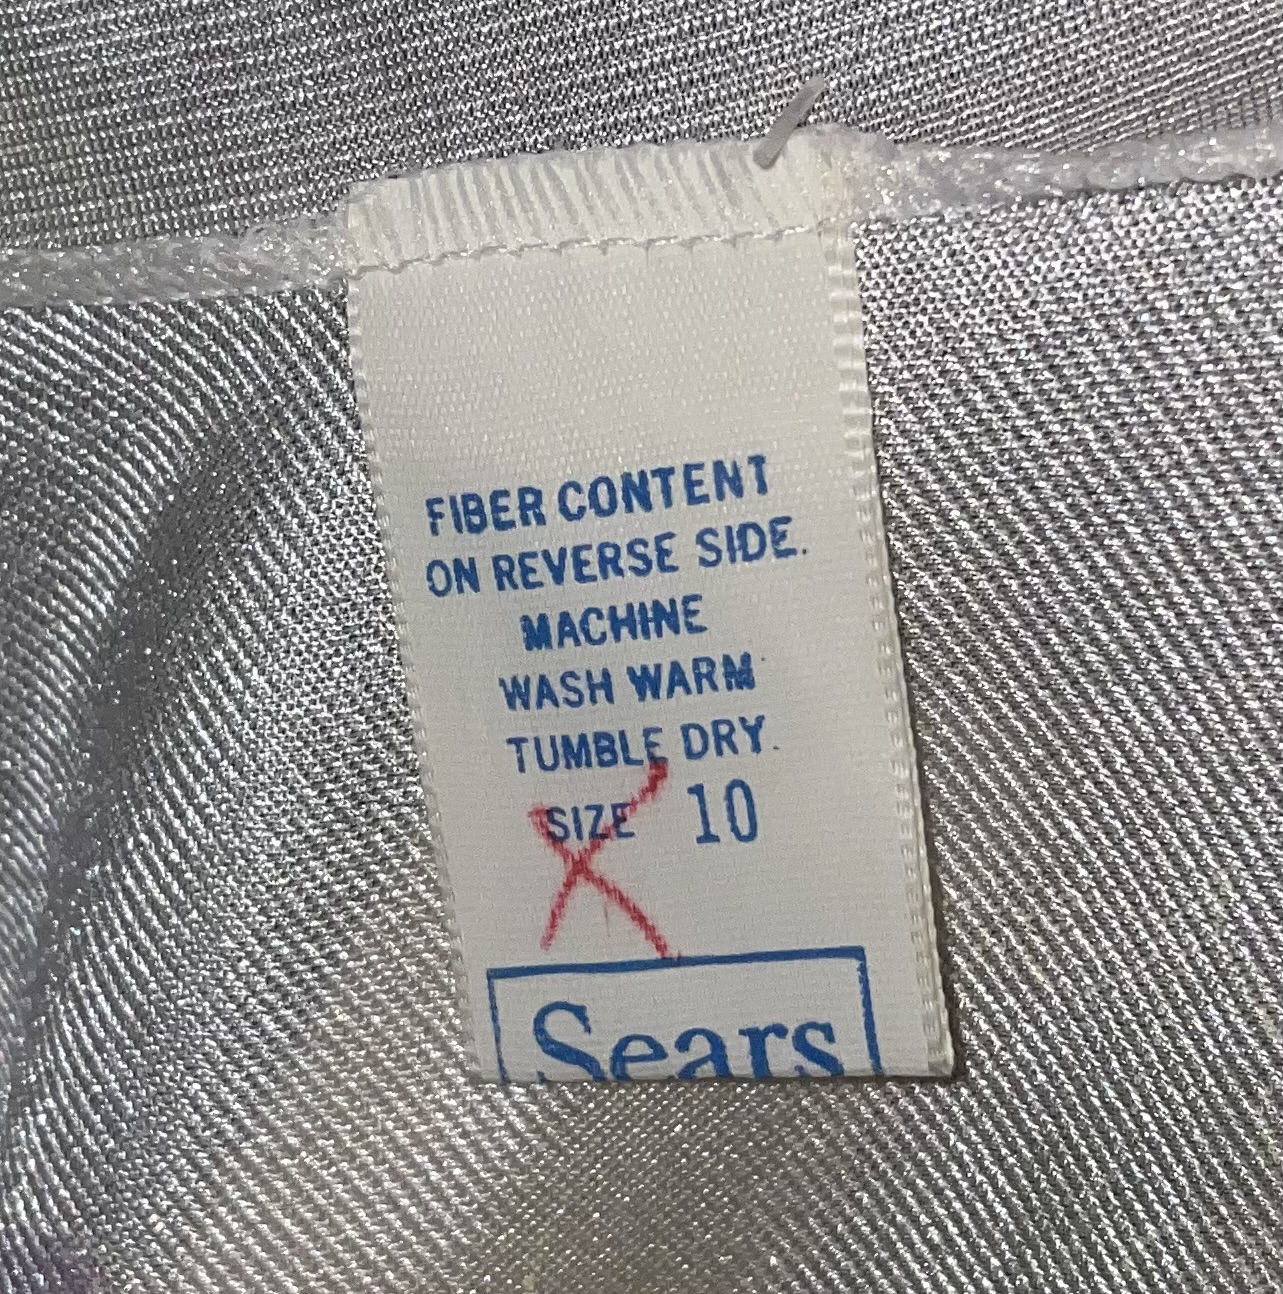 FIBER CONTENT
ON REVERSE SIDE.
MACHINE
WASH WARM
TUMBLE DRY.
SIZE 10
X
Sears